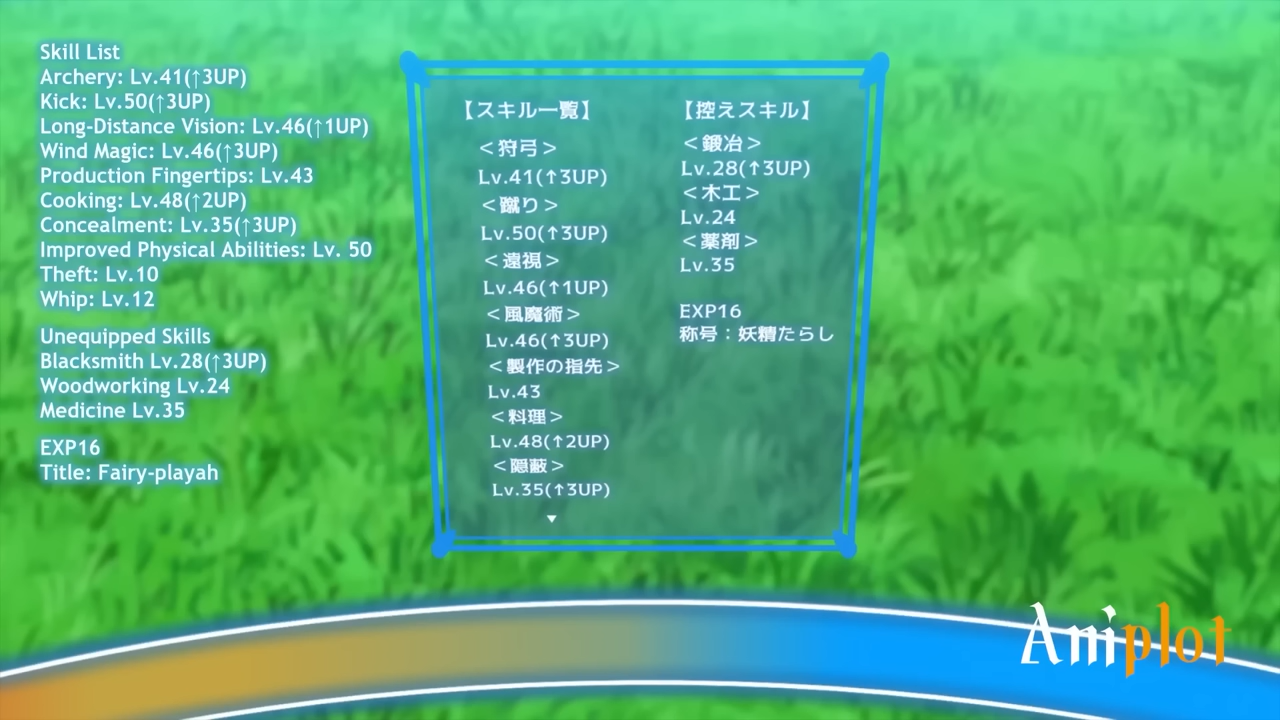 Skill List
Archery: Lv.41(↑3UP)
Kick: Lv.50(↑3UP)
Long-Distance Vision: Lv.46(↑1UP)
Wind Magic: Lv.46(↑3UP)
Production Fingertips: Lv.43
Cooking: Lv.48(↑2UP)
Concealment: Lv.35(↑3UP)
Improved Physical Abilities: Lv. 50
Theft: Lv.10
Whip: Lv.12
Unequipped Skills
Blacksmith Lv.28(↑3UP)
Woodworking Lv.24
Medicine Lv.35
EXP16
Title: Fairy-playah
【スキル一覧】
＜狩弓＞
Lv.41(↑3UP)
＜蹴り＞
Lv.50(↑3UP)
＜遠視＞
Lv.46(↑1UP)
＜風魔術＞
Lv.46(↑3UP)
＜製作の指先＞
Lv.43
＜料理＞
Lv.48(↑2UP)
＜隠蔽＞
Lv.35(↑3UP)
【控えスキル】
＜鍛冶＞
Lv.28(↑3UP)
＜木工＞
Lv.24
＜薬剤＞
Lv.35
EXP16
称号：妖精たらし
Aniplot